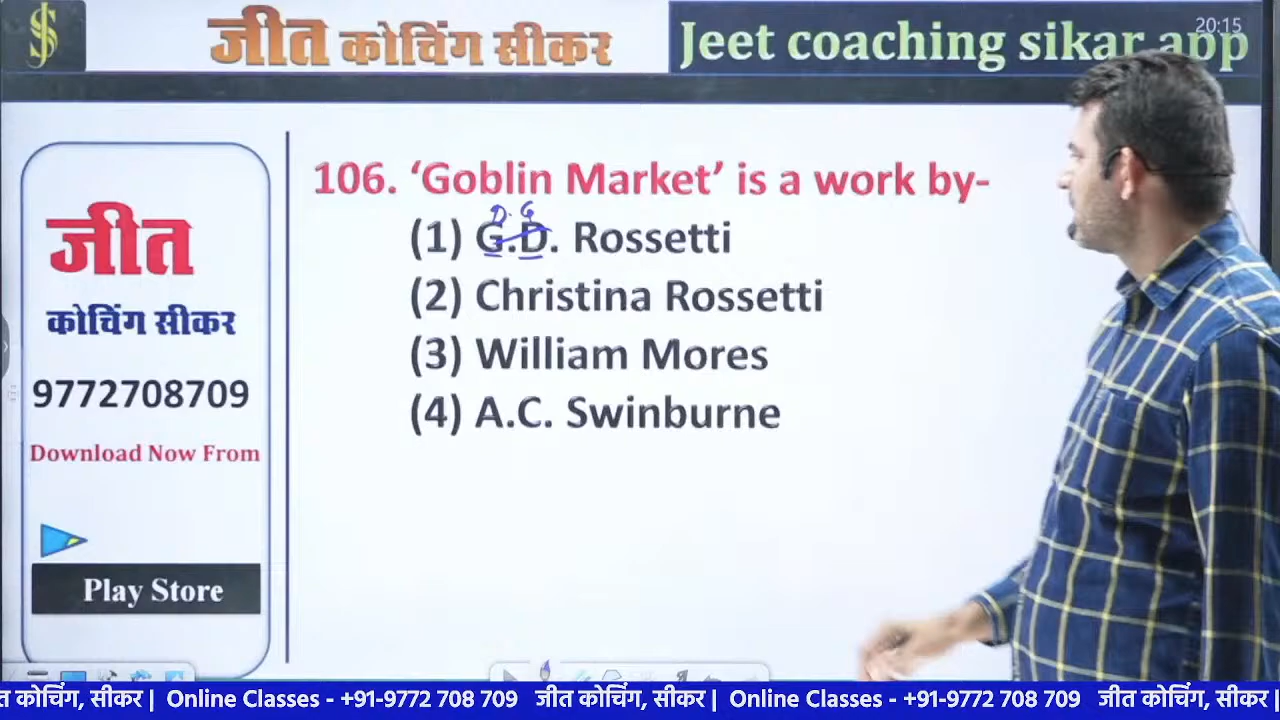 $
जीत कोचिंग सीकर
Jeet coaching sikar app
20:15
जीत
कोचिंग सीकर
9772708709
Download Now From
Play Store
106. ‘Goblin Market’ is a work by-
D. G
(1) G.D. Rossetti
(2) Christina Rossetti
(3) William Mores
(4) A.C. Swinburne
त कोचिंग, सीकर | Online Classes - +91-9772 708 709 जीत कोचिंग, सीकर | Online Classes - +91-9772 708 709 जीत कोचिंग, सीकर |